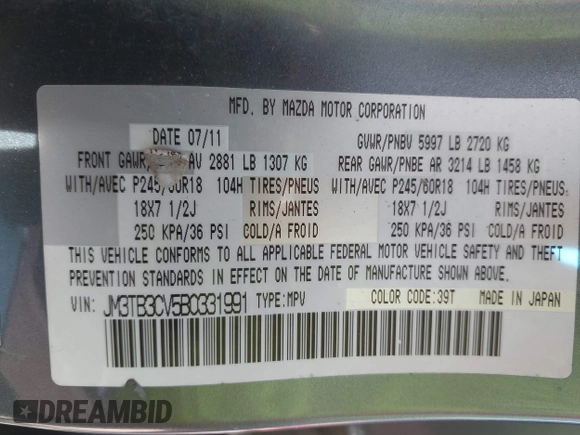 MFD. BY MAZDA MOTOR CORPORATION
DATE 07/11 GVWR/PNBV 5997 LB 2720 KG
FRONT GAWR AV 2881 LB 1307 KG REAR GAWR/PNBE AR 3214 LB 1458 KG
WITH/AVEC P245/60R18 104H TIRES/PNEUS WITH/AVEC P245/60R18 104H TIRES/PNEUS
18X7 1/2J RIMS/JANTES 18X7 1/2J RIMS/JANTES
250 KPA/36 PSI COLD/A FROID 250 KPA/36 PSI COLD/A FROID
THIS VEHICLE CONFORMS TO ALL APPLICABLE FEDERAL MOTOR VEHICLE SAFETY AND THEFT
PREVENTION STANDARDS IN EFFECT ON THE DATE OF MANUFACTURE SHOWN ABOVE.
VIN: JM3TB3CV5B0331991 TYPE:MPV COLOR CODE:39T MADE IN JAPAN
DREAMBID